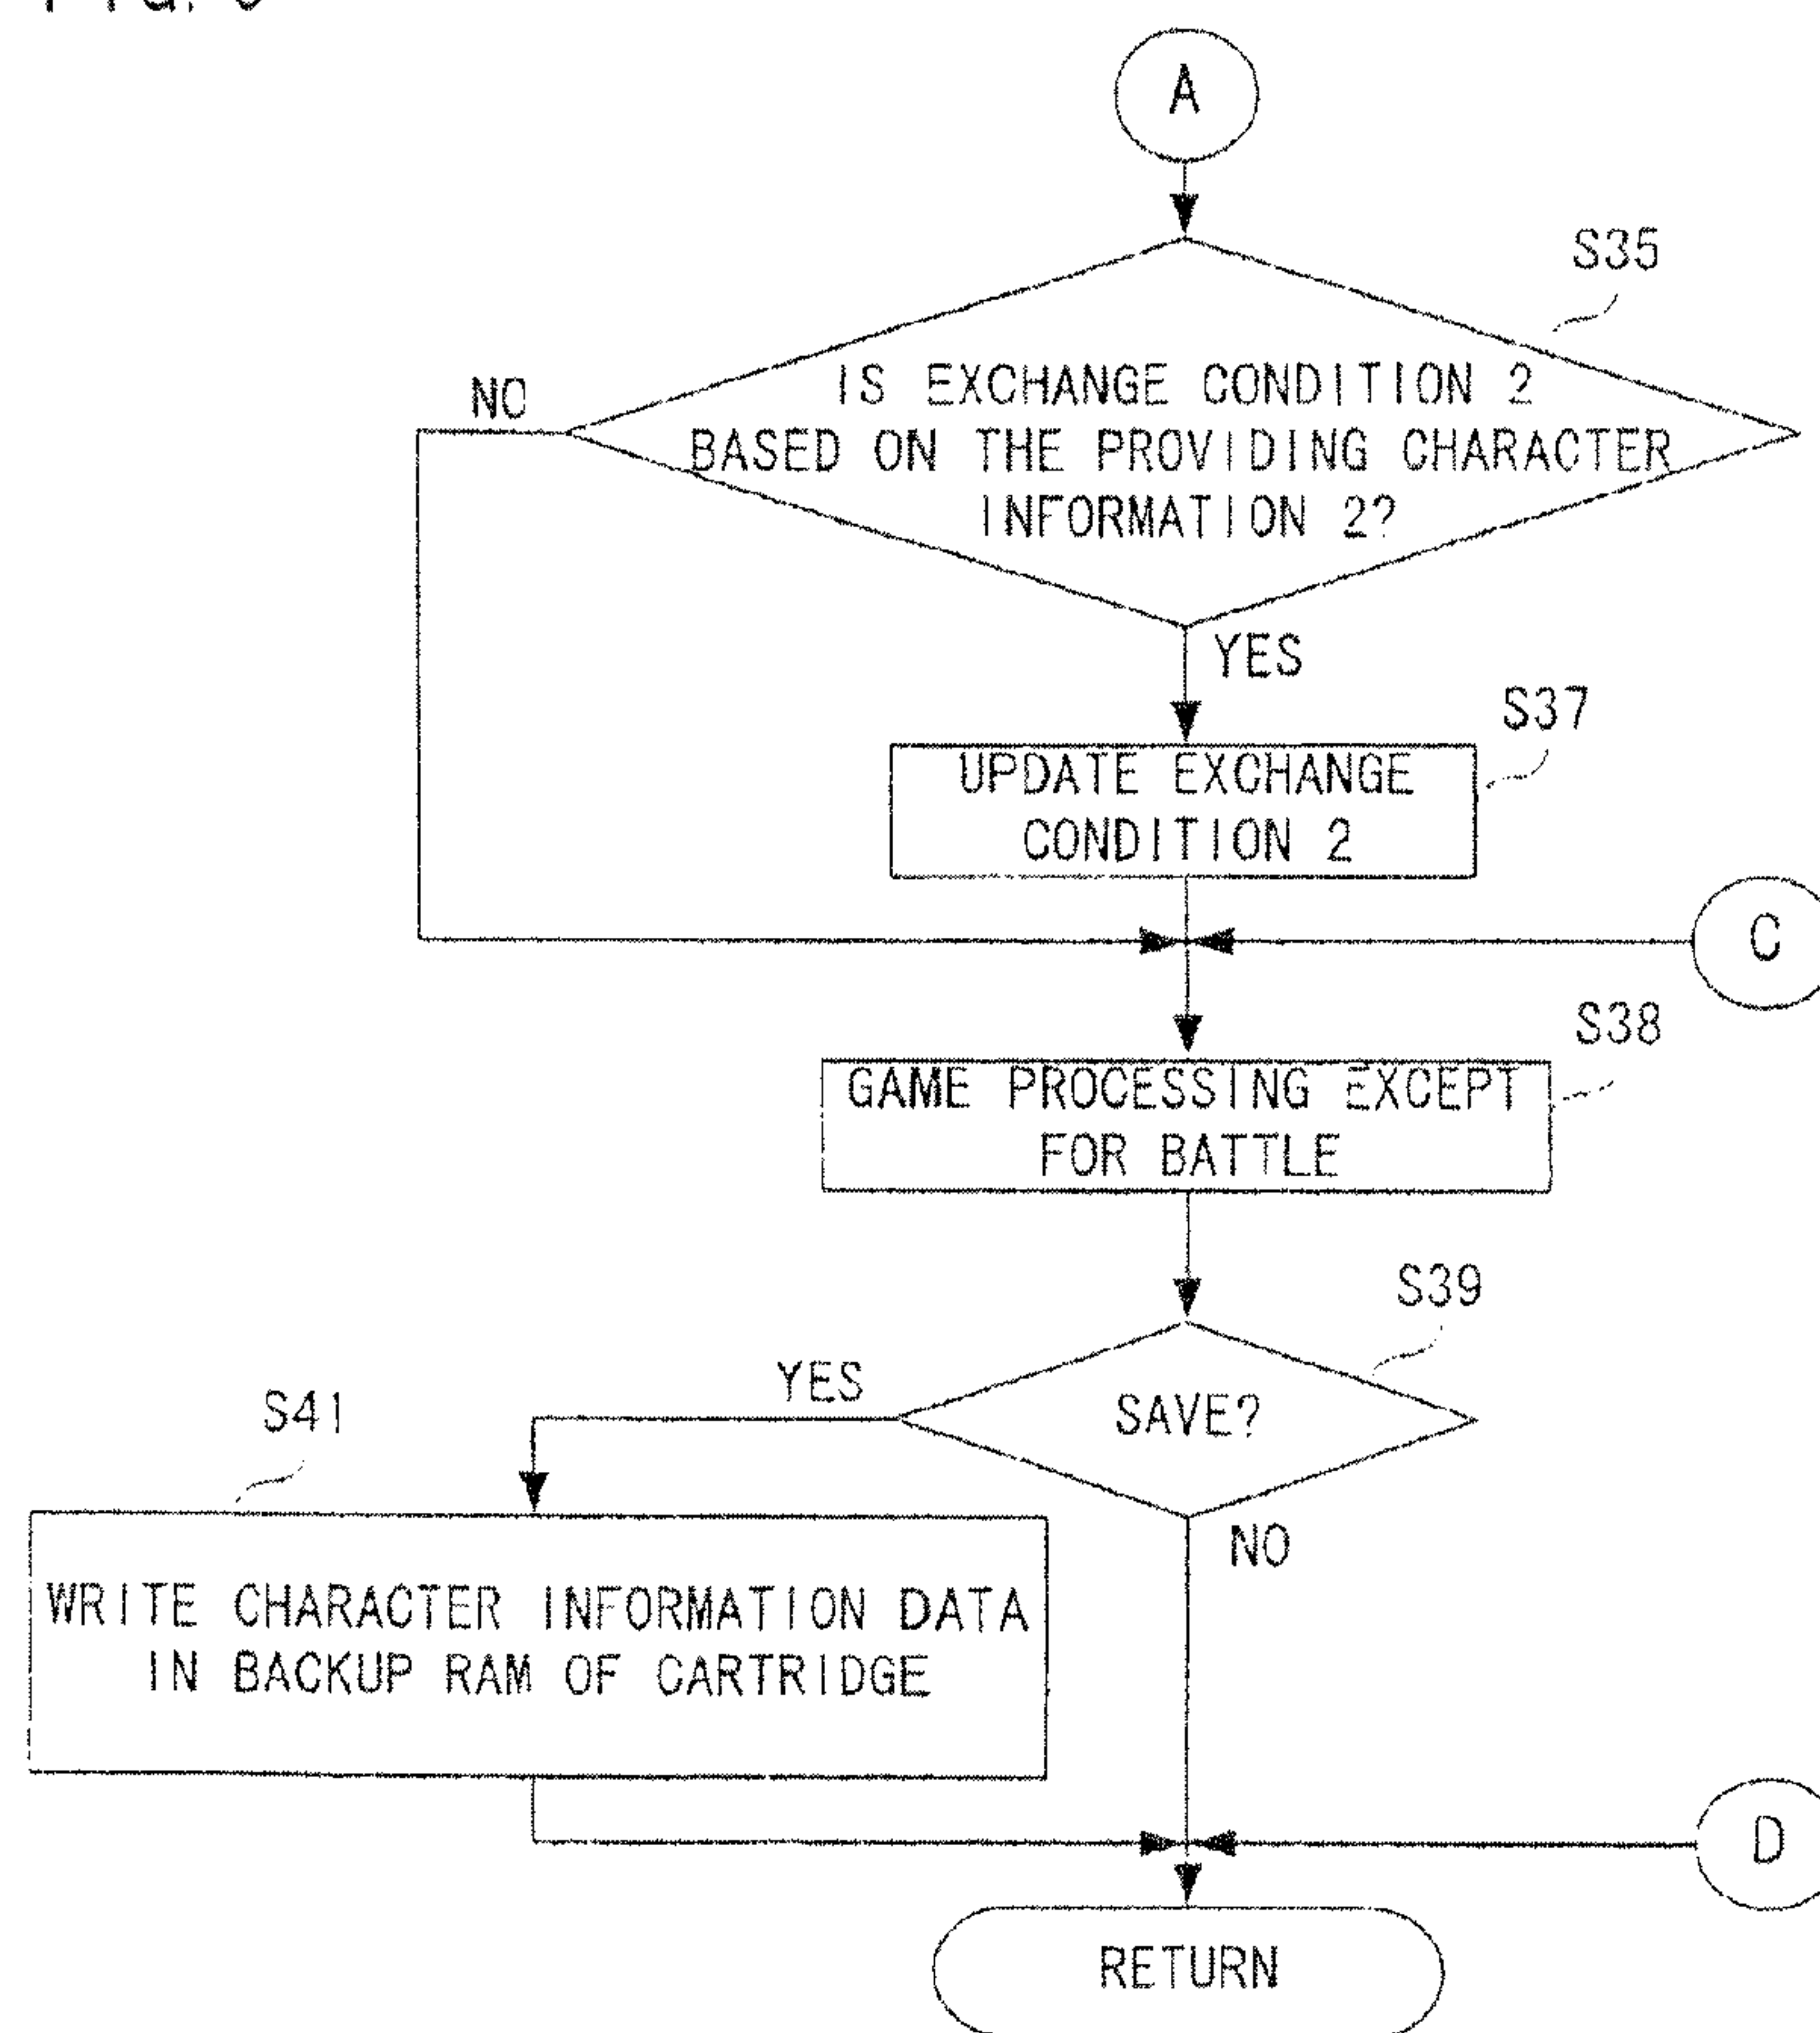 A
S35
NO
IS EXCHANGE CONDITION 2
BASED ON THE PROVIDING CHARACTER
INFORMATION 2?
YES
S37
UPDATE EXCHANGE
CONDITION 2
C
S38
GAME PROCESSING EXCEPT
FOR BATTLE
S39
YES
SAVE?
S41
NO
WRITE CHARACTER INFORMATION DATA
IN BACKUP RAM OF CARTRIDGE
D
RETURN